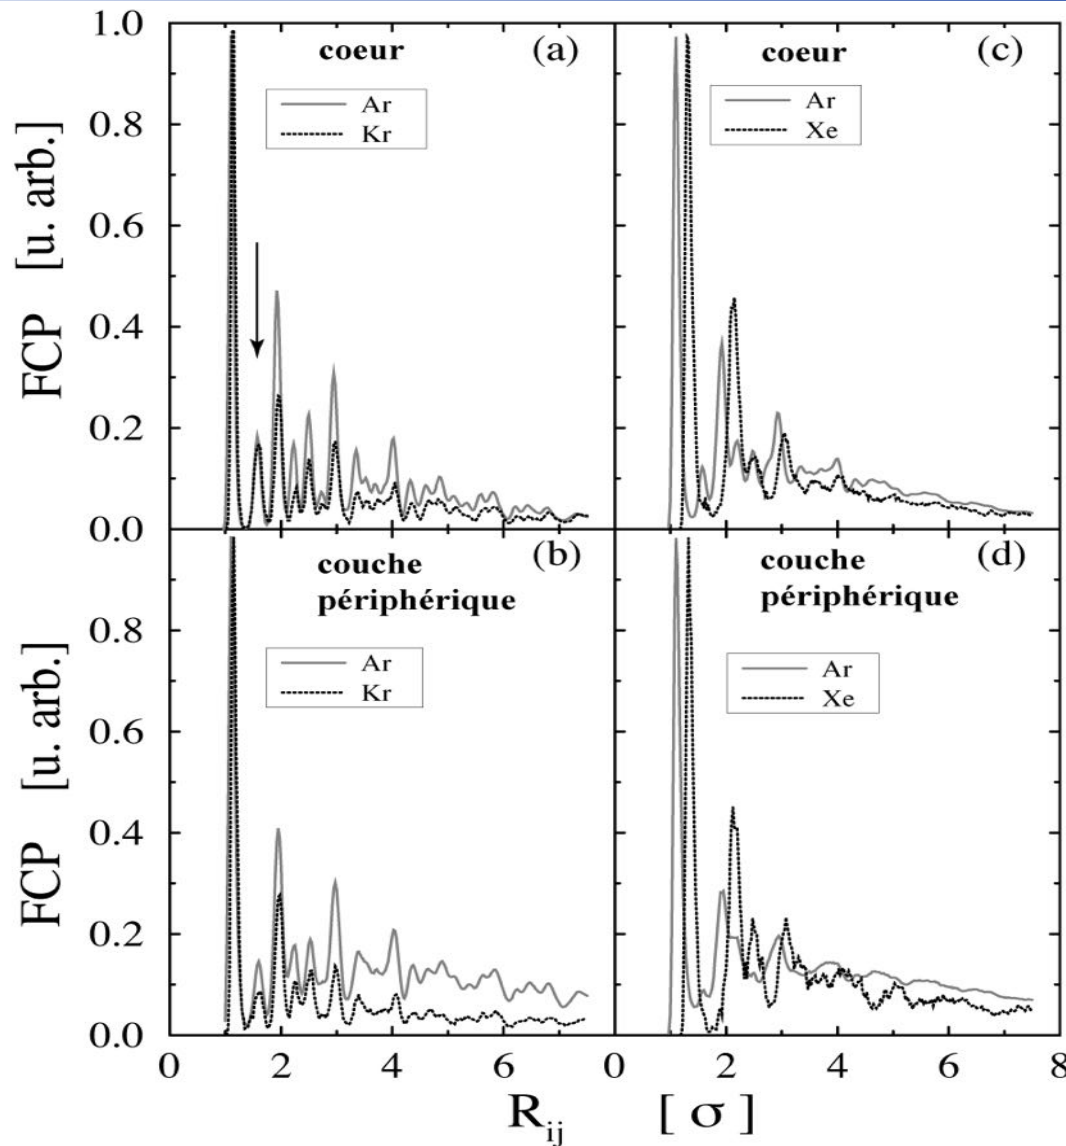 FCP [u. arb.]
1.0
0.8
0.6
0.4
0.2
0.0
coeur
(a)
Ar
Kr
coeur
(c)
Ar
Xe
FCP [u. arb.]
0.8
0.6
0.4
0.2
0.0
couche
périphérique
(b)
Ar
Kr
couche
périphérique
(d)
Ar
Xe
0 2 4 6 0 2 4 6 8
R_ij [ σ ]